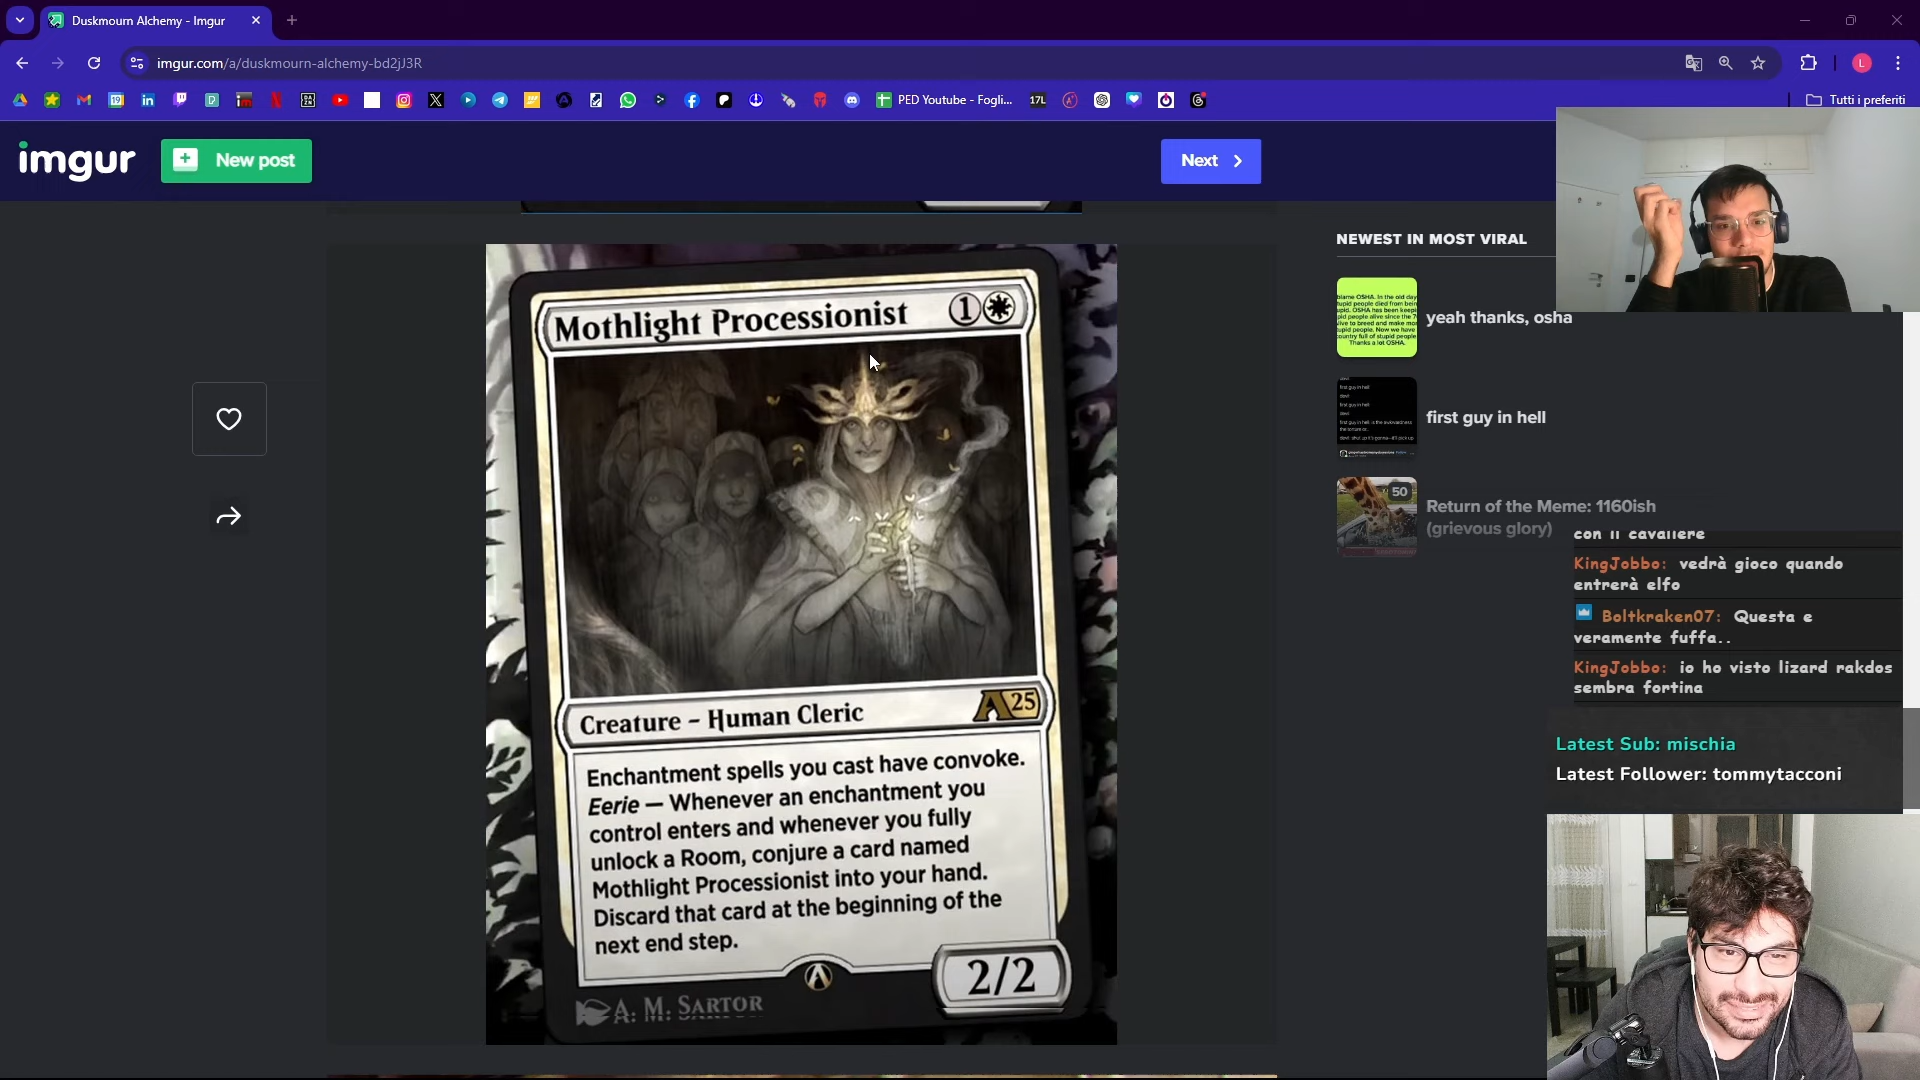 Duskmourn Alchemy - Imgur
imgur.com/a/duskmourn-alchemy-bd2jJ3R
PED Youtube - Fogli...
17L
Tutti i preferiti
imgur
New post
Next
NEWEST IN MOST VIRAL
yeah thanks, osha
first guy in hell
50
Return of the Meme: 1160ish
(grievous glory)
Mothlight Processionist 1
Creature – Human Cleric
A25
Enchantment spells you cast have convoke.
Eerie — Whenever an enchantment you
control enters and whenever you fully
unlock a Room, conjure a card named
Mothlight Processionist into your hand.
Discard that card at the beginning of the
next end step.
2/2
A. M. Sartor
con il cavaliere
KingJobbo: vedrà gioco quando
entrerà elfo
Boltkraken07: Questa e
veramente fuffa..
KingJobbo: io ho visto lizard rakdos
sembra fortina
Latest Sub: mischia
Latest Follower: tommytacconi